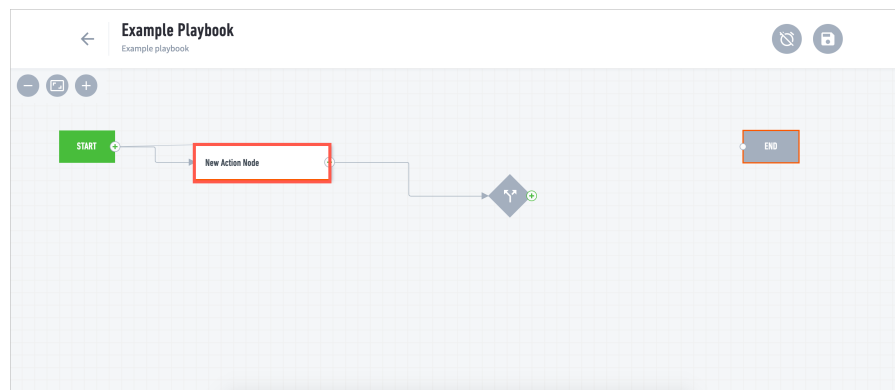 Example Playbook
Example playbook
START
New Action Node
END